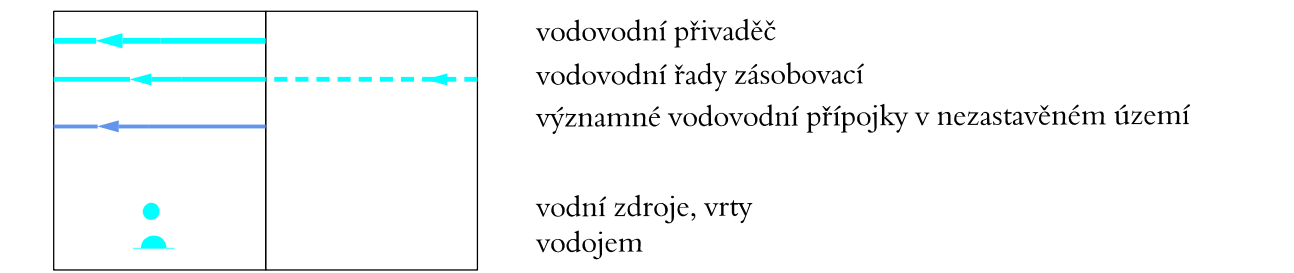 vodovodní přivaděč
vodovodní řady zásobovací
významné vodovodní přípojky v nezastavěném území
vodní zdroje, vrty
vodojem